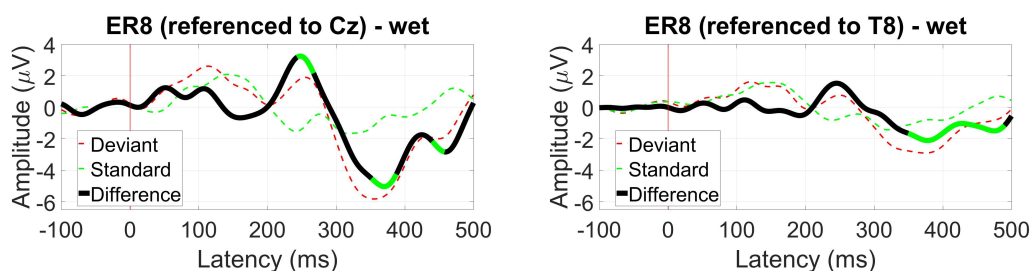 ER8 (referenced to Cz) - wet
Amplitude (μV)
4
2
0
-2
-4
-6
Deviant
Standard
Difference
-100 0 100 200 300 400 500
Latency (ms)
ER8 (referenced to T8) - wet
Amplitude (μV)
4
2
0
-2
-4
-6
Deviant
Standard
Difference
-100 0 100 200 300 400 500
Latency (ms)